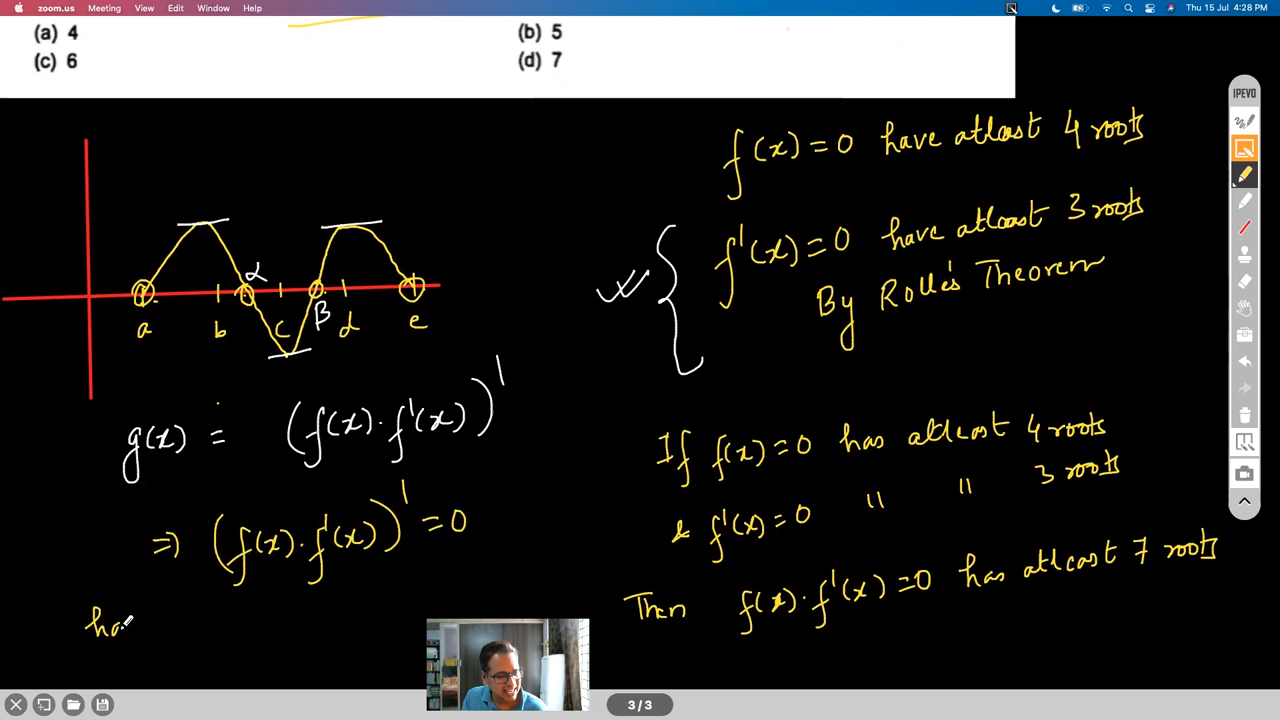 zoom.us Meeting View Edit Window Help Thu 15 Jul 4:28 PM
(a) 4 (b) 5
(c) 6 (d) 7
IPEVO
f(x) = 0 have atleast 4 roots
f'(x) = 0 have atleast 3 roots
By Rolle's Theorem
α
β
a b c d e
g(x) = (f(x)·f'(x))'
⇒ (f(x)·f'(x))' = 0
ha
If f(x) = 0 has atleast 4 roots
& f'(x) = 0 " " 3 roots
Then f(x)·f'(x) = 0 has atleast 7 roots
3 / 3